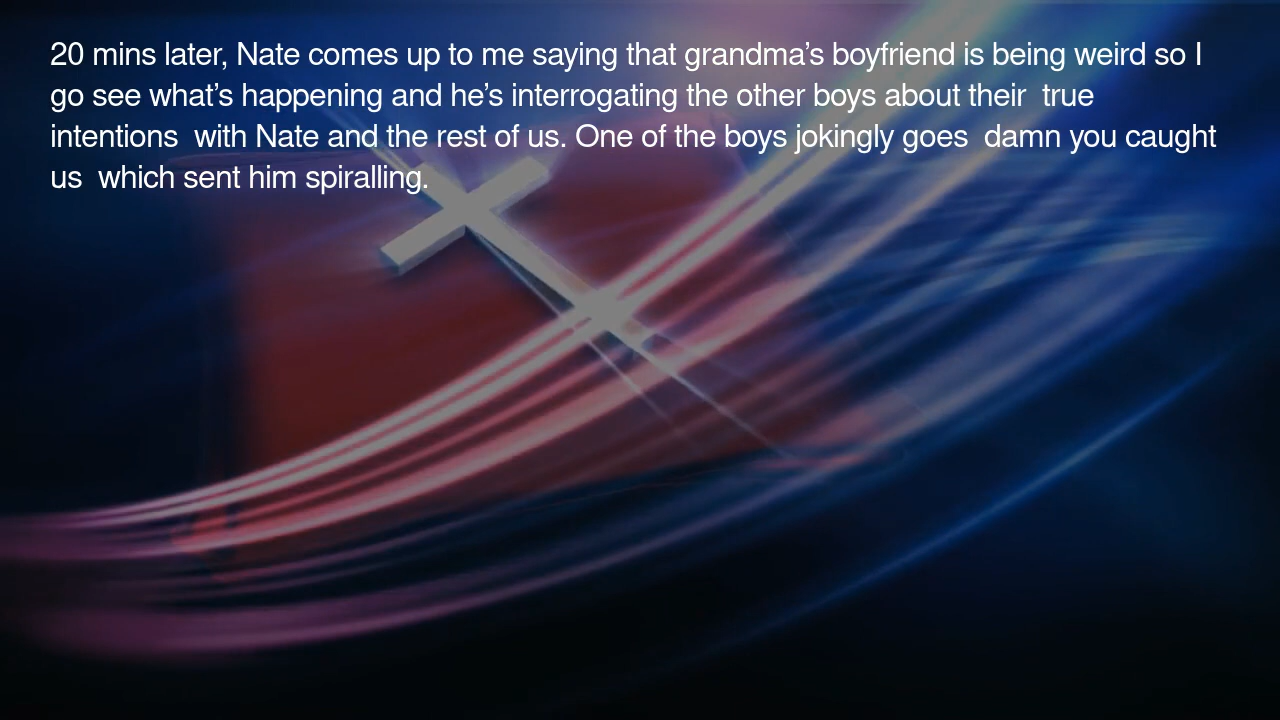 20 mins later, Nate comes up to me saying that grandma’s boyfriend is being weird so I
go see what’s happening and he’s interrogating the other boys about their  true
intentions  with Nate and the rest of us. One of the boys jokingly goes  damn you caught
us  which sent him spiralling.